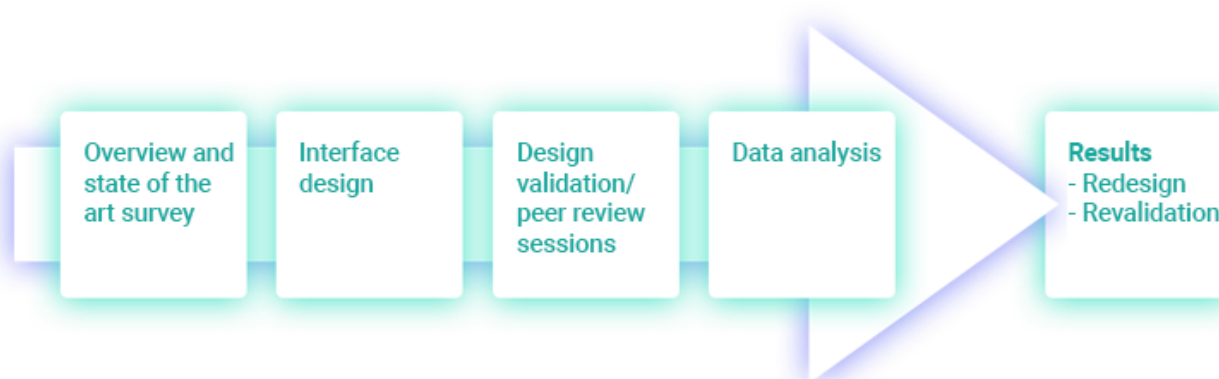 Overview and
state of the
art survey
Interface
design
Design
validation/
peer review
sessions
Data analysis
Results
- Redesign
- Revalidation